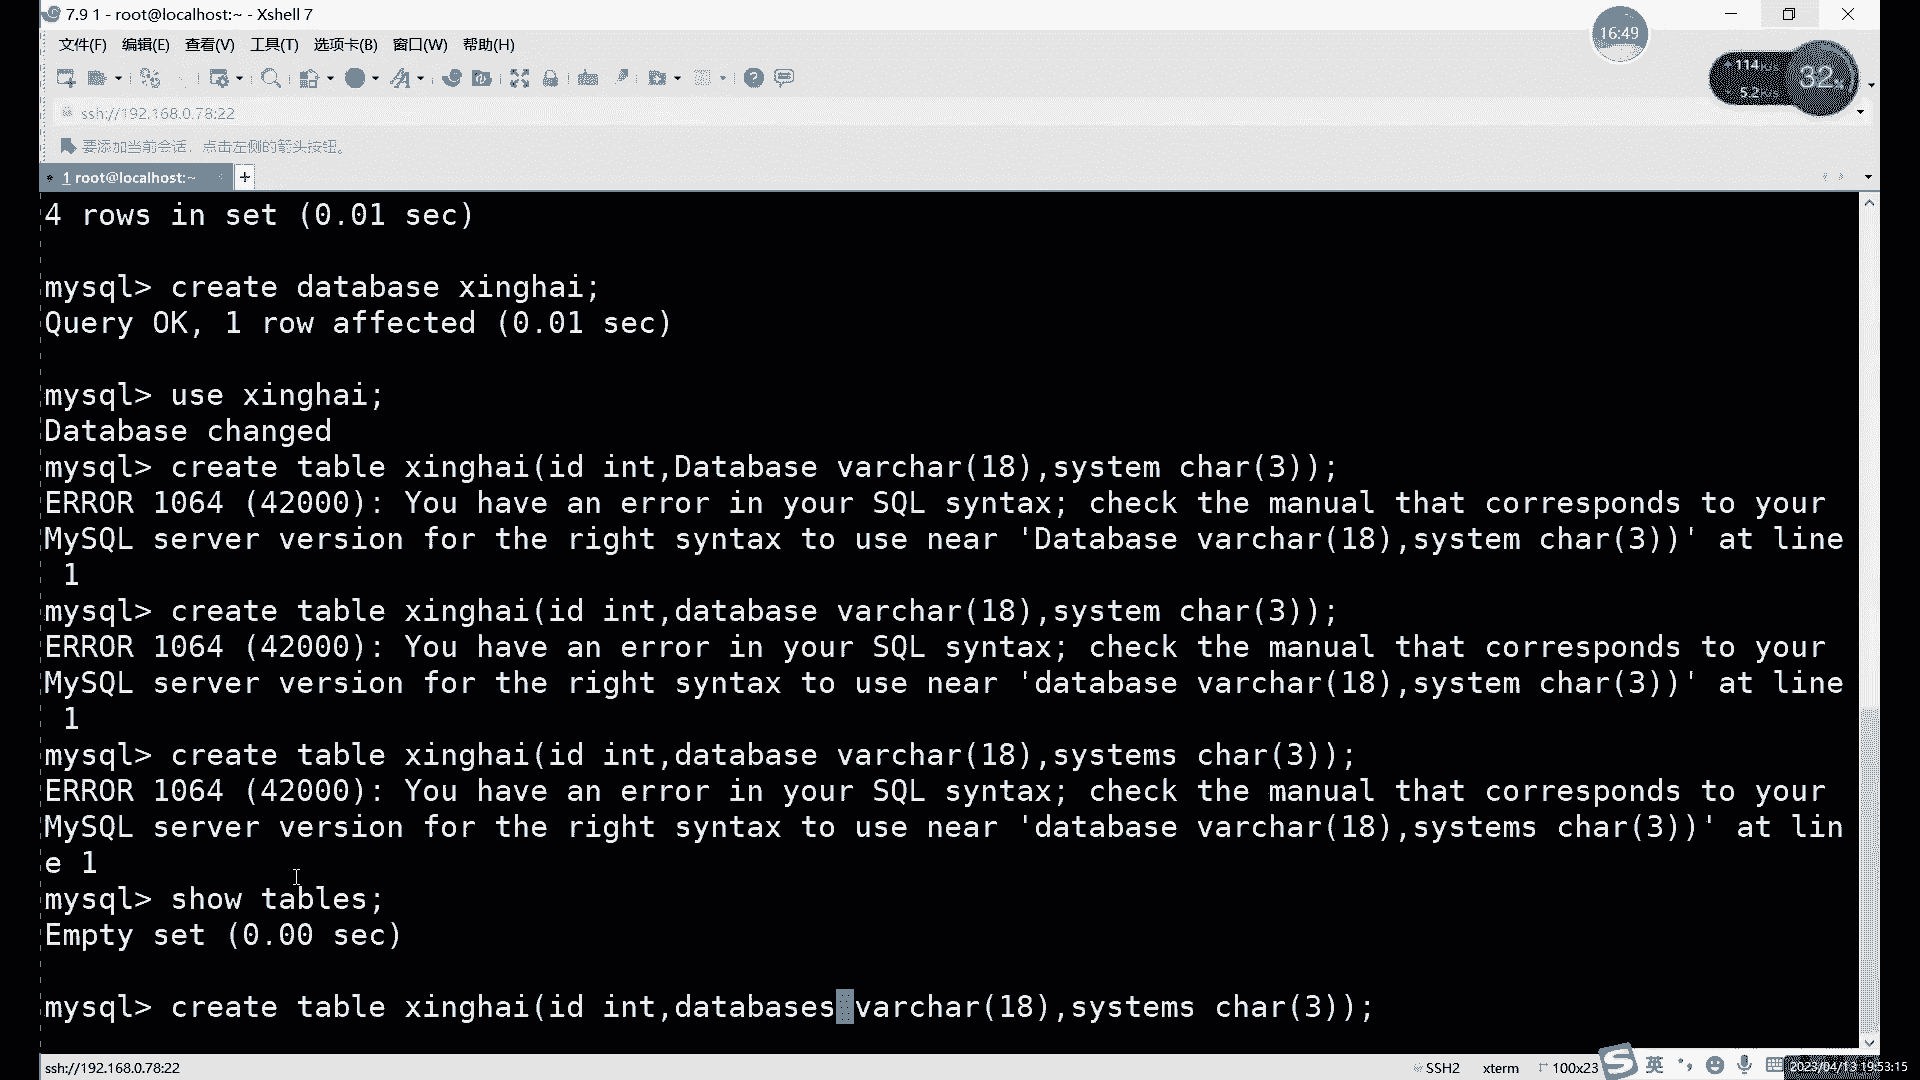 7.9 1 - root@localhost:~ - Xshell 7
16:49
文件(F) 编辑(E) 查看(V) 工具(T) 选项卡(B) 窗口(W) 帮助(H)
114
32
5.2
ssh://192.168.0.78:22
要添加当前会话，点击左侧的箭头按钮。
1 root@localhost:~
4 rows in set (0.01 sec)
mysql> create database xinghai;
Query OK, 1 row affected (0.01 sec)
mysql> use xinghai;
Database changed
mysql> create table xinghai(id int,Database varchar(18),system char(3));
ERROR 1064 (42000): You have an error in your SQL syntax; check the manual that corresponds to your
MySQL server version for the right syntax to use near 'Database varchar(18),system char(3))' at line
1
mysql> create table xinghai(id int,database varchar(18),system char(3));
ERROR 1064 (42000): You have an error in your SQL syntax; check the manual that corresponds to your
MySQL server version for the right syntax to use near 'database varchar(18),system char(3))' at line
1
mysql> create table xinghai(id int,database varchar(18),systems char(3));
ERROR 1064 (42000): You have an error in your SQL syntax; check the manual that corresponds to your
MySQL server version for the right syntax to use near 'database varchar(18),systems char(3))' at lin
e 1
mysql> show tables;
Empty set (0.00 sec)
mysql> create table xinghai(id int,databases varchar(18),systems char(3));
ssh://192.168.0.78:22 SSH2 xterm 100x23 英 2023/04/13 19:53:15